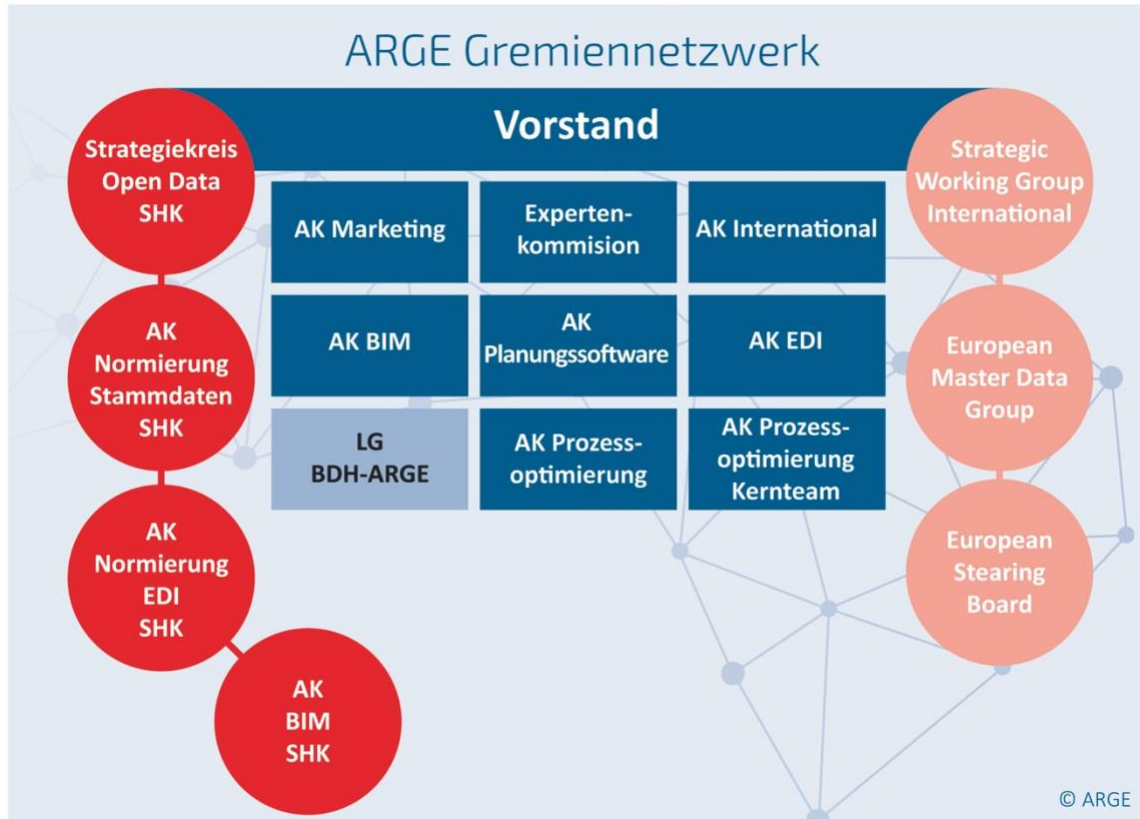 ARGE Gremiennetzwerk
Vorstand
Strategiekreis
Open Data
SHK
AK
Normierung
Stammdaten
SHK
AK
Normierung
EDI
SHK
AK
BIM
SHK
AK Marketing
Experten-
kommision
AK International
AK BIM
AK
Planungssoftware
AK EDI
LG
BDH-ARGE
AK Prozess-
optimierung
AK Prozess-
optimierung
Kernteam
Strategic
Working Group
International
European
Master Data
Group
European
Stearing
Board
© ARGE